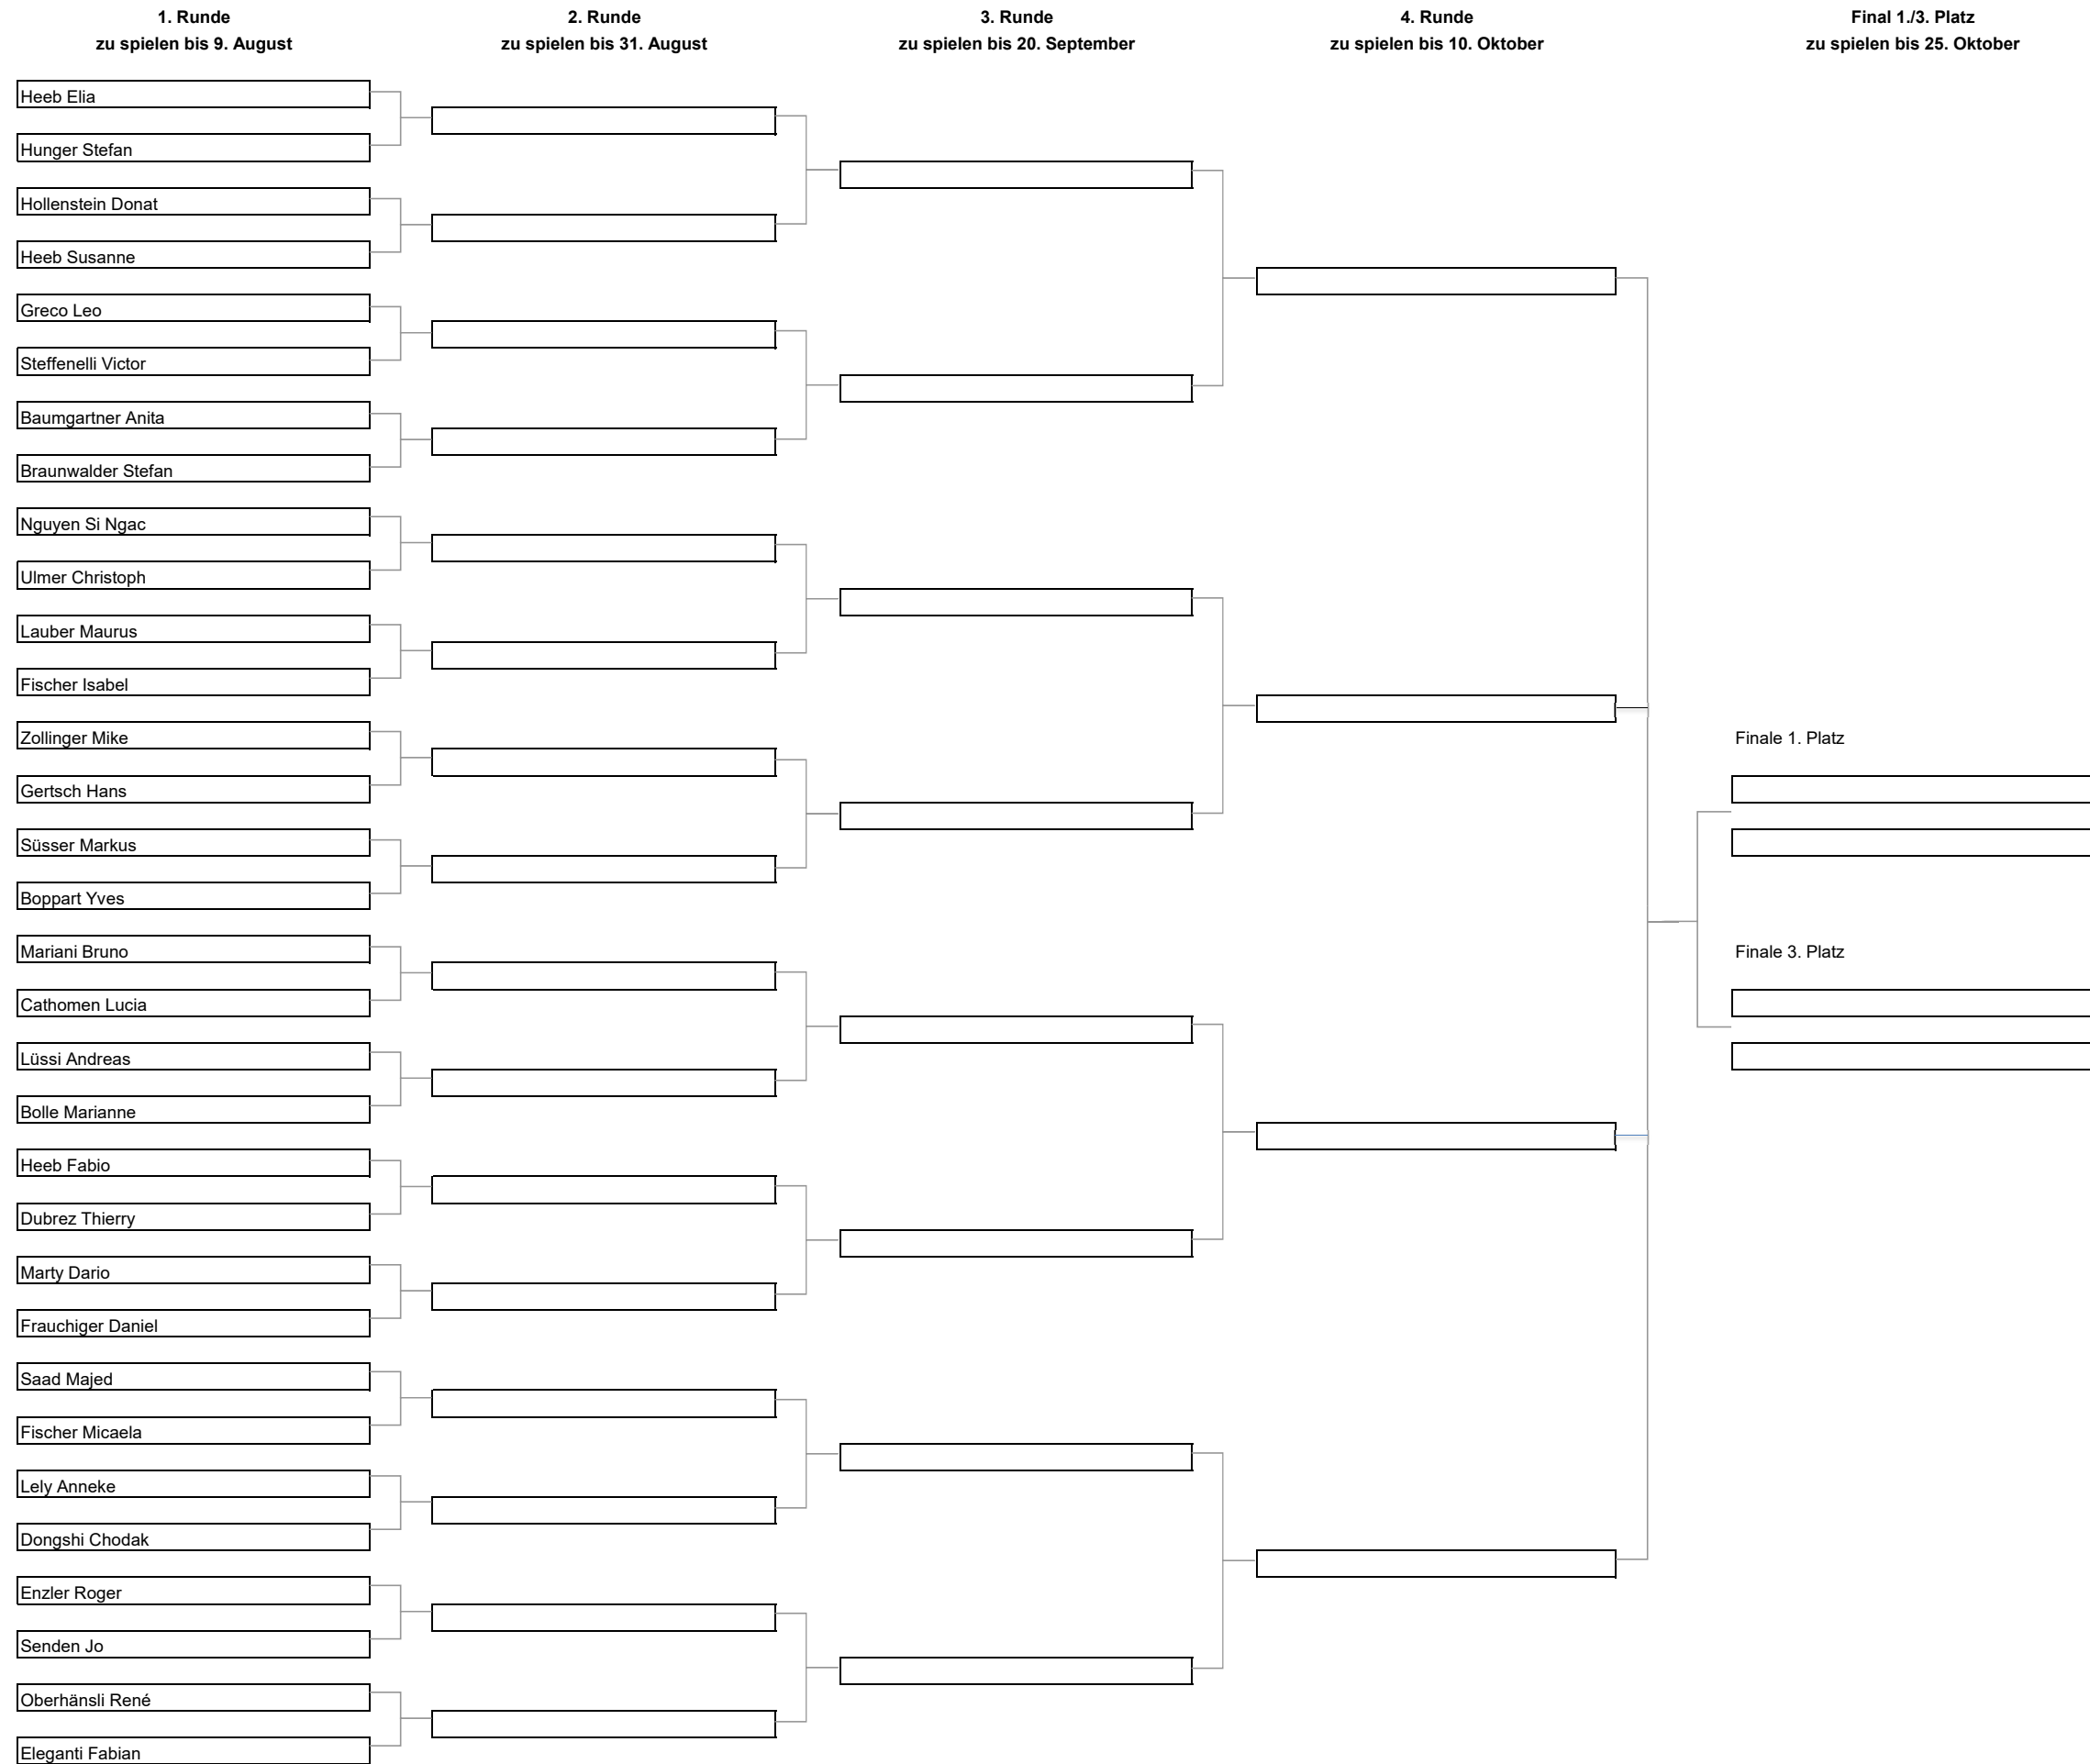 1. Runde
zu spielen bis 9. August
2. Runde
zu spielen bis 31. August
3. Runde
zu spielen bis 20. September
4. Runde
zu spielen bis 10. Oktober
Final 1./3. Platz
zu spielen bis 25. Oktober
Heeb Elia
Hunger Stefan
Hollenstein Donat
Heeb Susanne
Greco Leo
Steffenelli Victor
Baumgartner Anita
Braunwalder Stefan
Nguyen Si Ngac
Ulmer Christoph
Lauber Maurus
Fischer Isabel
Zollinger Mike
Gertsch Hans
Süsser Markus
Boppart Yves
Mariani Bruno
Cathomen Lucia
Lüssi Andreas
Bolle Marianne
Heeb Fabio
Dubrez Thierry
Marty Dario
Frauchiger Daniel
Saad Majed
Fischer Micaela
Lely Anneke
Dongshi Chodak
Enzler Roger
Senden Jo
Oberhänsli René
Eleganti Fabian
Finale 1. Platz
Finale 3. Platz